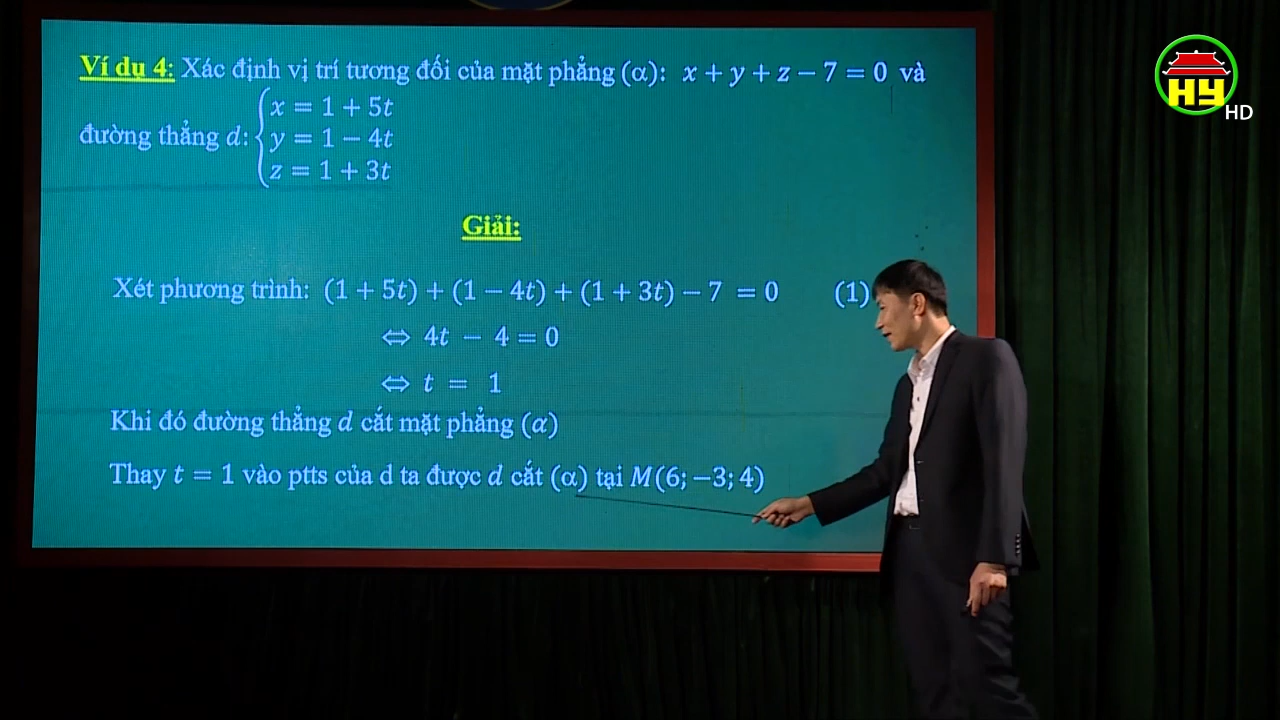 Ví dụ 4: Xác định vị trí tương đối của mặt phẳng (α): x + y + z − 7 = 0 và
đường thẳng d: { x = 1 + 5t
y = 1 − 4t
z = 1 + 3t
Giải:
Xét phương trình: (1 + 5t) + (1 − 4t) + (1 + 3t) − 7 = 0 (1)
⇔ 4t − 4 = 0
⇔ t = 1
Khi đó đường thẳng d cắt mặt phẳng (α)
Thay t = 1 vào ptts của d ta được d cắt (α) tại M(6; −3; 4)
HY
HD